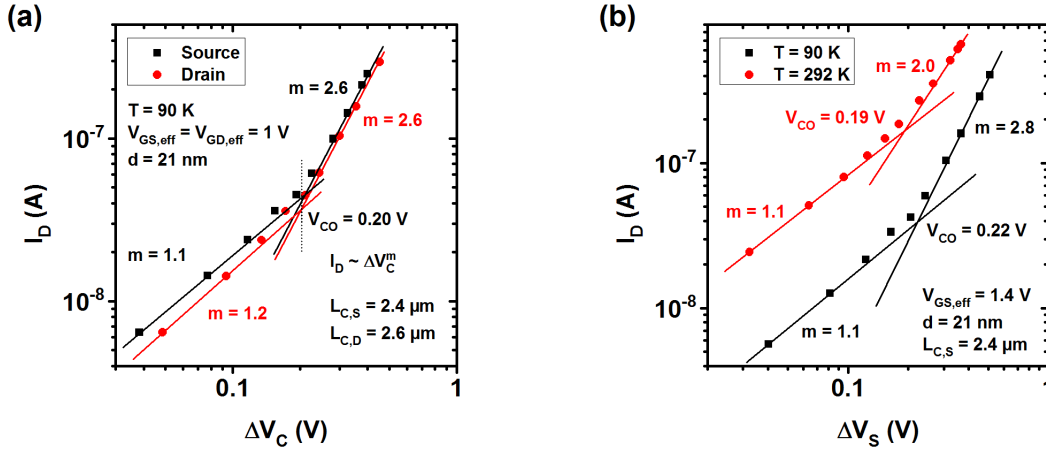 (a)
Source
Drain
T = 90 K
V_GS,eff = V_GD,eff = 1 V
d = 21 nm
m = 2.6
m = 2.6
V_CO = 0.20 V
m = 1.1
I_D ~ ΔV_C^m
m = 1.2
L_C,S = 2.4 µm
L_C,D = 2.6 µm
10^-7
10^-8
I_D (A)
0.1
1
ΔV_C (V)
(b)
T = 90 K
T = 292 K
m = 2.0
V_CO = 0.19 V
m = 2.8
m = 1.1
V_CO = 0.22 V
m = 1.1
V_GS,eff = 1.4 V
d = 21 nm
L_C,S = 2.4 µm
10^-6
10^-7
10^-8
I_D (A)
0.1
1
ΔV_S (V)